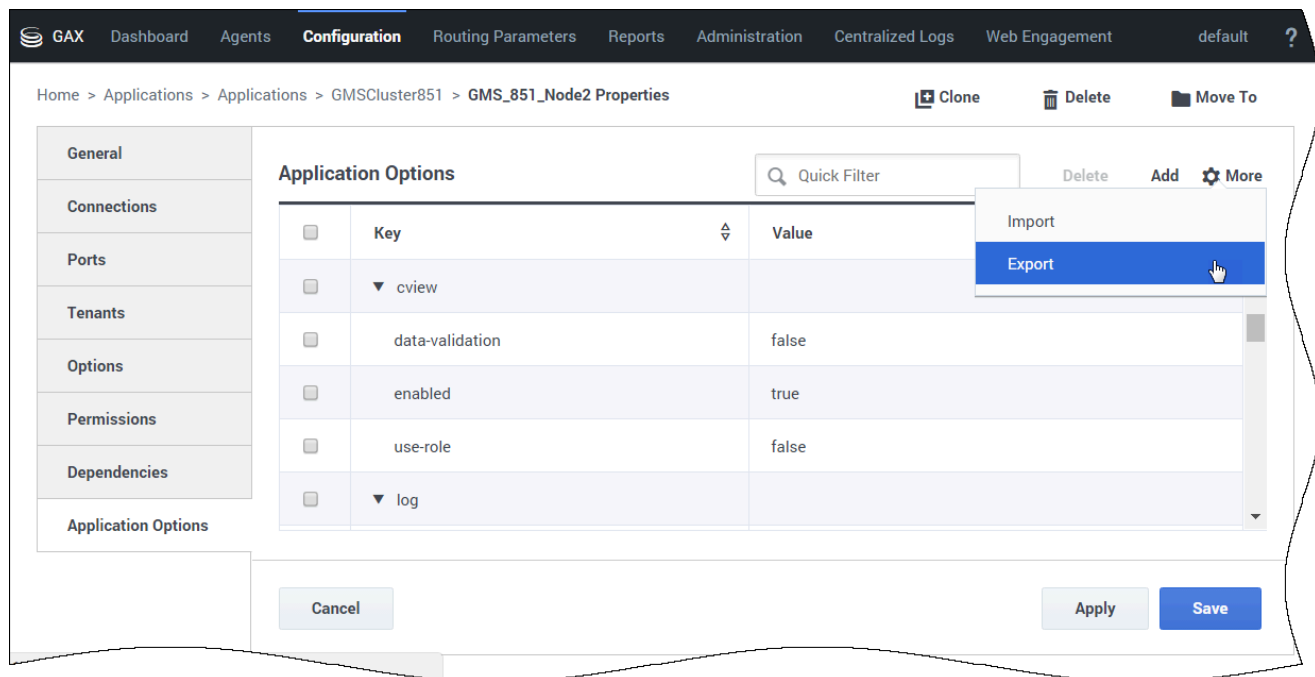 GAX Dashboard Agents Configuration Routing Parameters Reports Administration Centralized Logs Web Engagement default ?
Home > Applications > Applications > GMSCluster851 > GMS_851_Node2 Properties Clone Delete Move To
General
Connections
Ports
Tenants
Options
Permissions
Dependencies
Application Options
Application Options Quick Filter Delete Add More
Import
Export
Key Value
▼ cview
data-validation false
enabled true
use-role false
▼ log
Cancel Apply Save